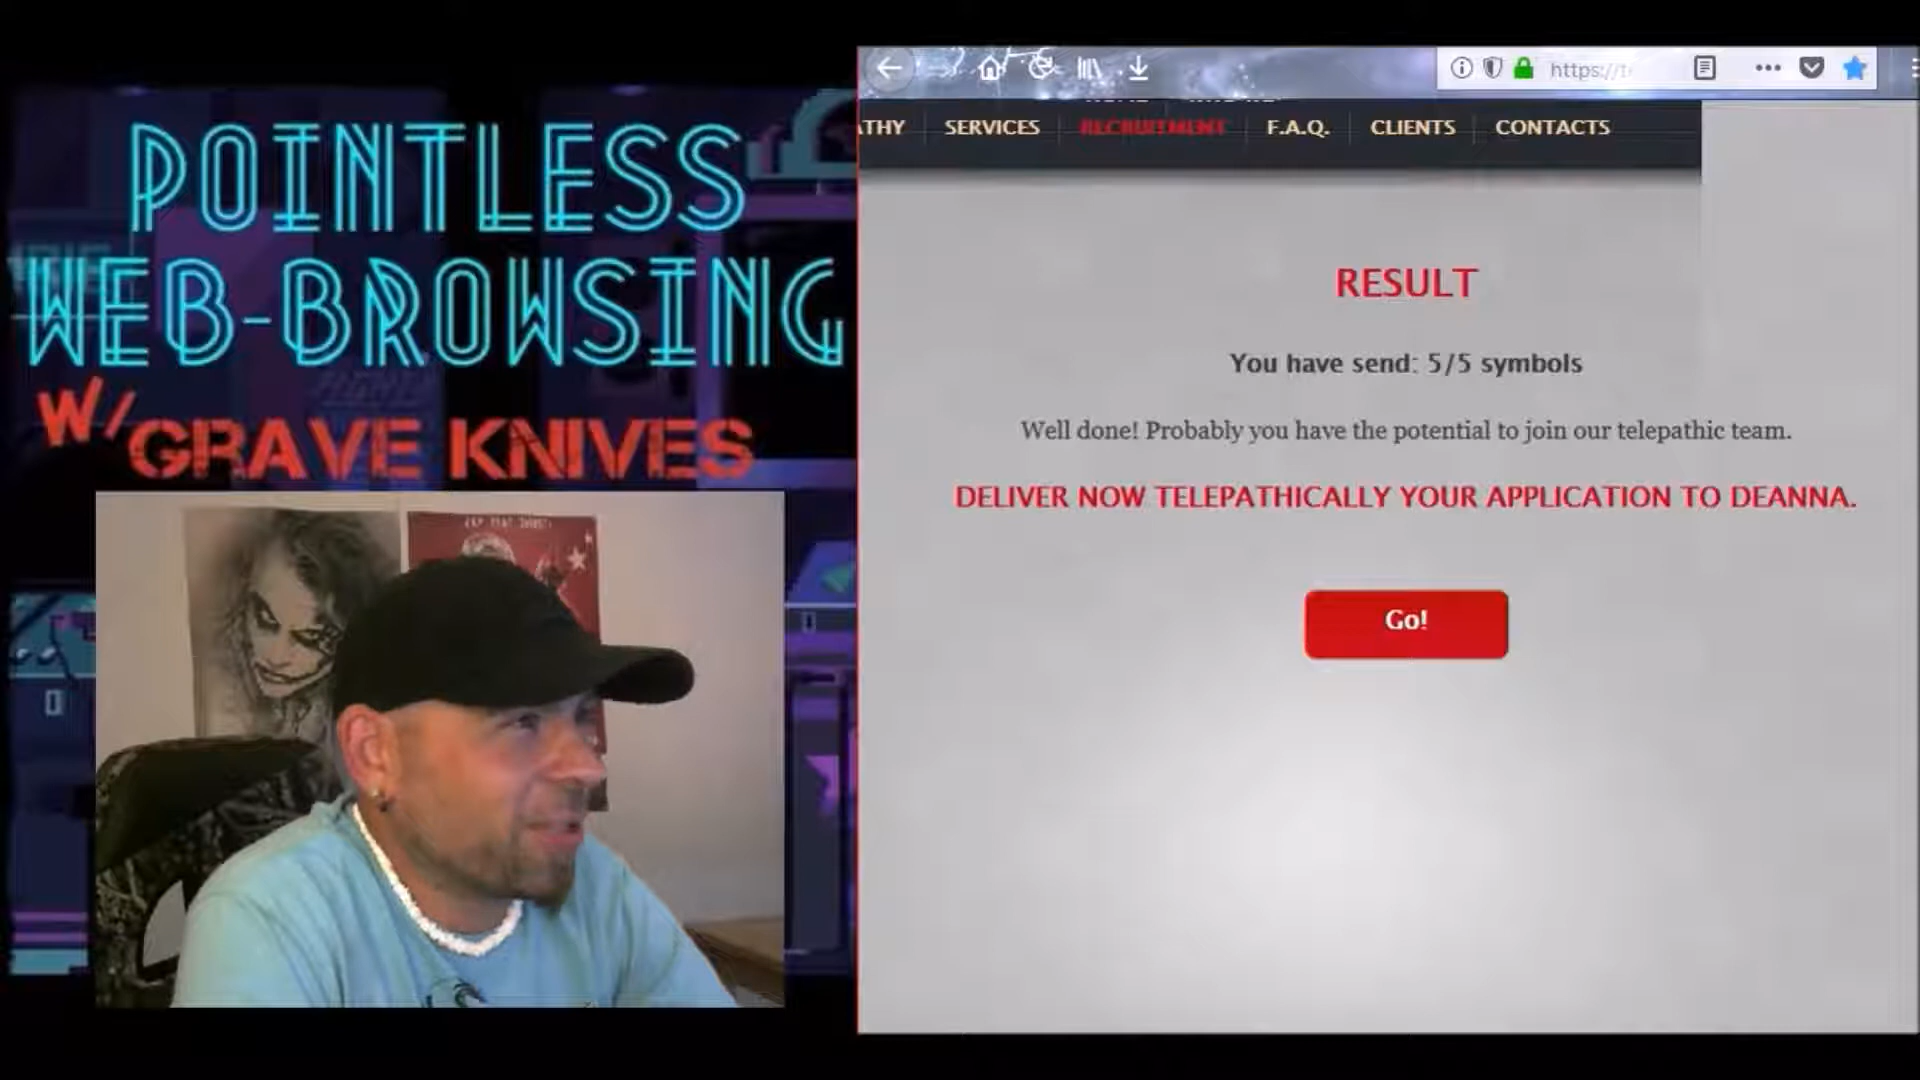 POINTLESS
WEB-BROWSING
W/ GRAVE KNIVES
https://t
THY SERVICES RECRUITMENT F.A.Q. CLIENTS CONTACTS
RESULT
You have send: 5/5 symbols
Well done! Probably you have the potential to join our telepathic team.
DELIVER NOW TELEPATHICALLY YOUR APPLICATION TO DEANNA.
Go!